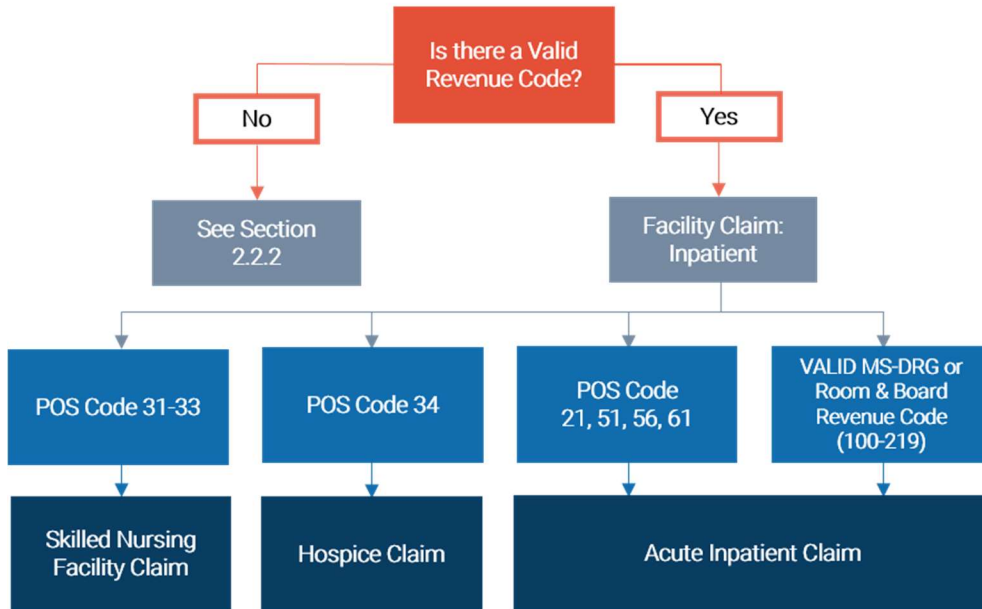 Is there a Valid
Revenue Code?
No
Yes
See Section
2.2.2
Facility Claim:
Inpatient
POS Code 31-33
POS Code 34
POS Code
21, 51, 56, 61
VALID MS-DRG or
Room & Board
Revenue Code
(100-219)
Skilled Nursing
Facility Claim
Hospice Claim
Acute Inpatient Claim